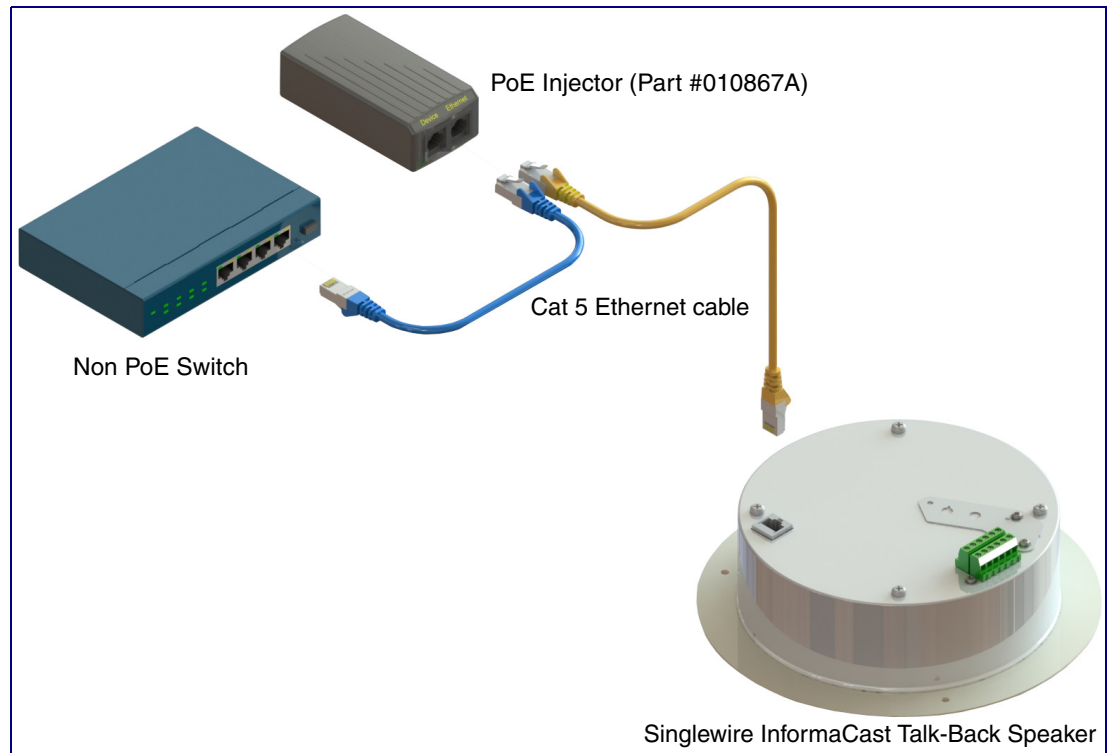 PoE Injector (Part #010867A)
Device Ethernet
Cat 5 Ethernet cable
Non PoE Switch
Singlewire InformaCast Talk-Back Speaker